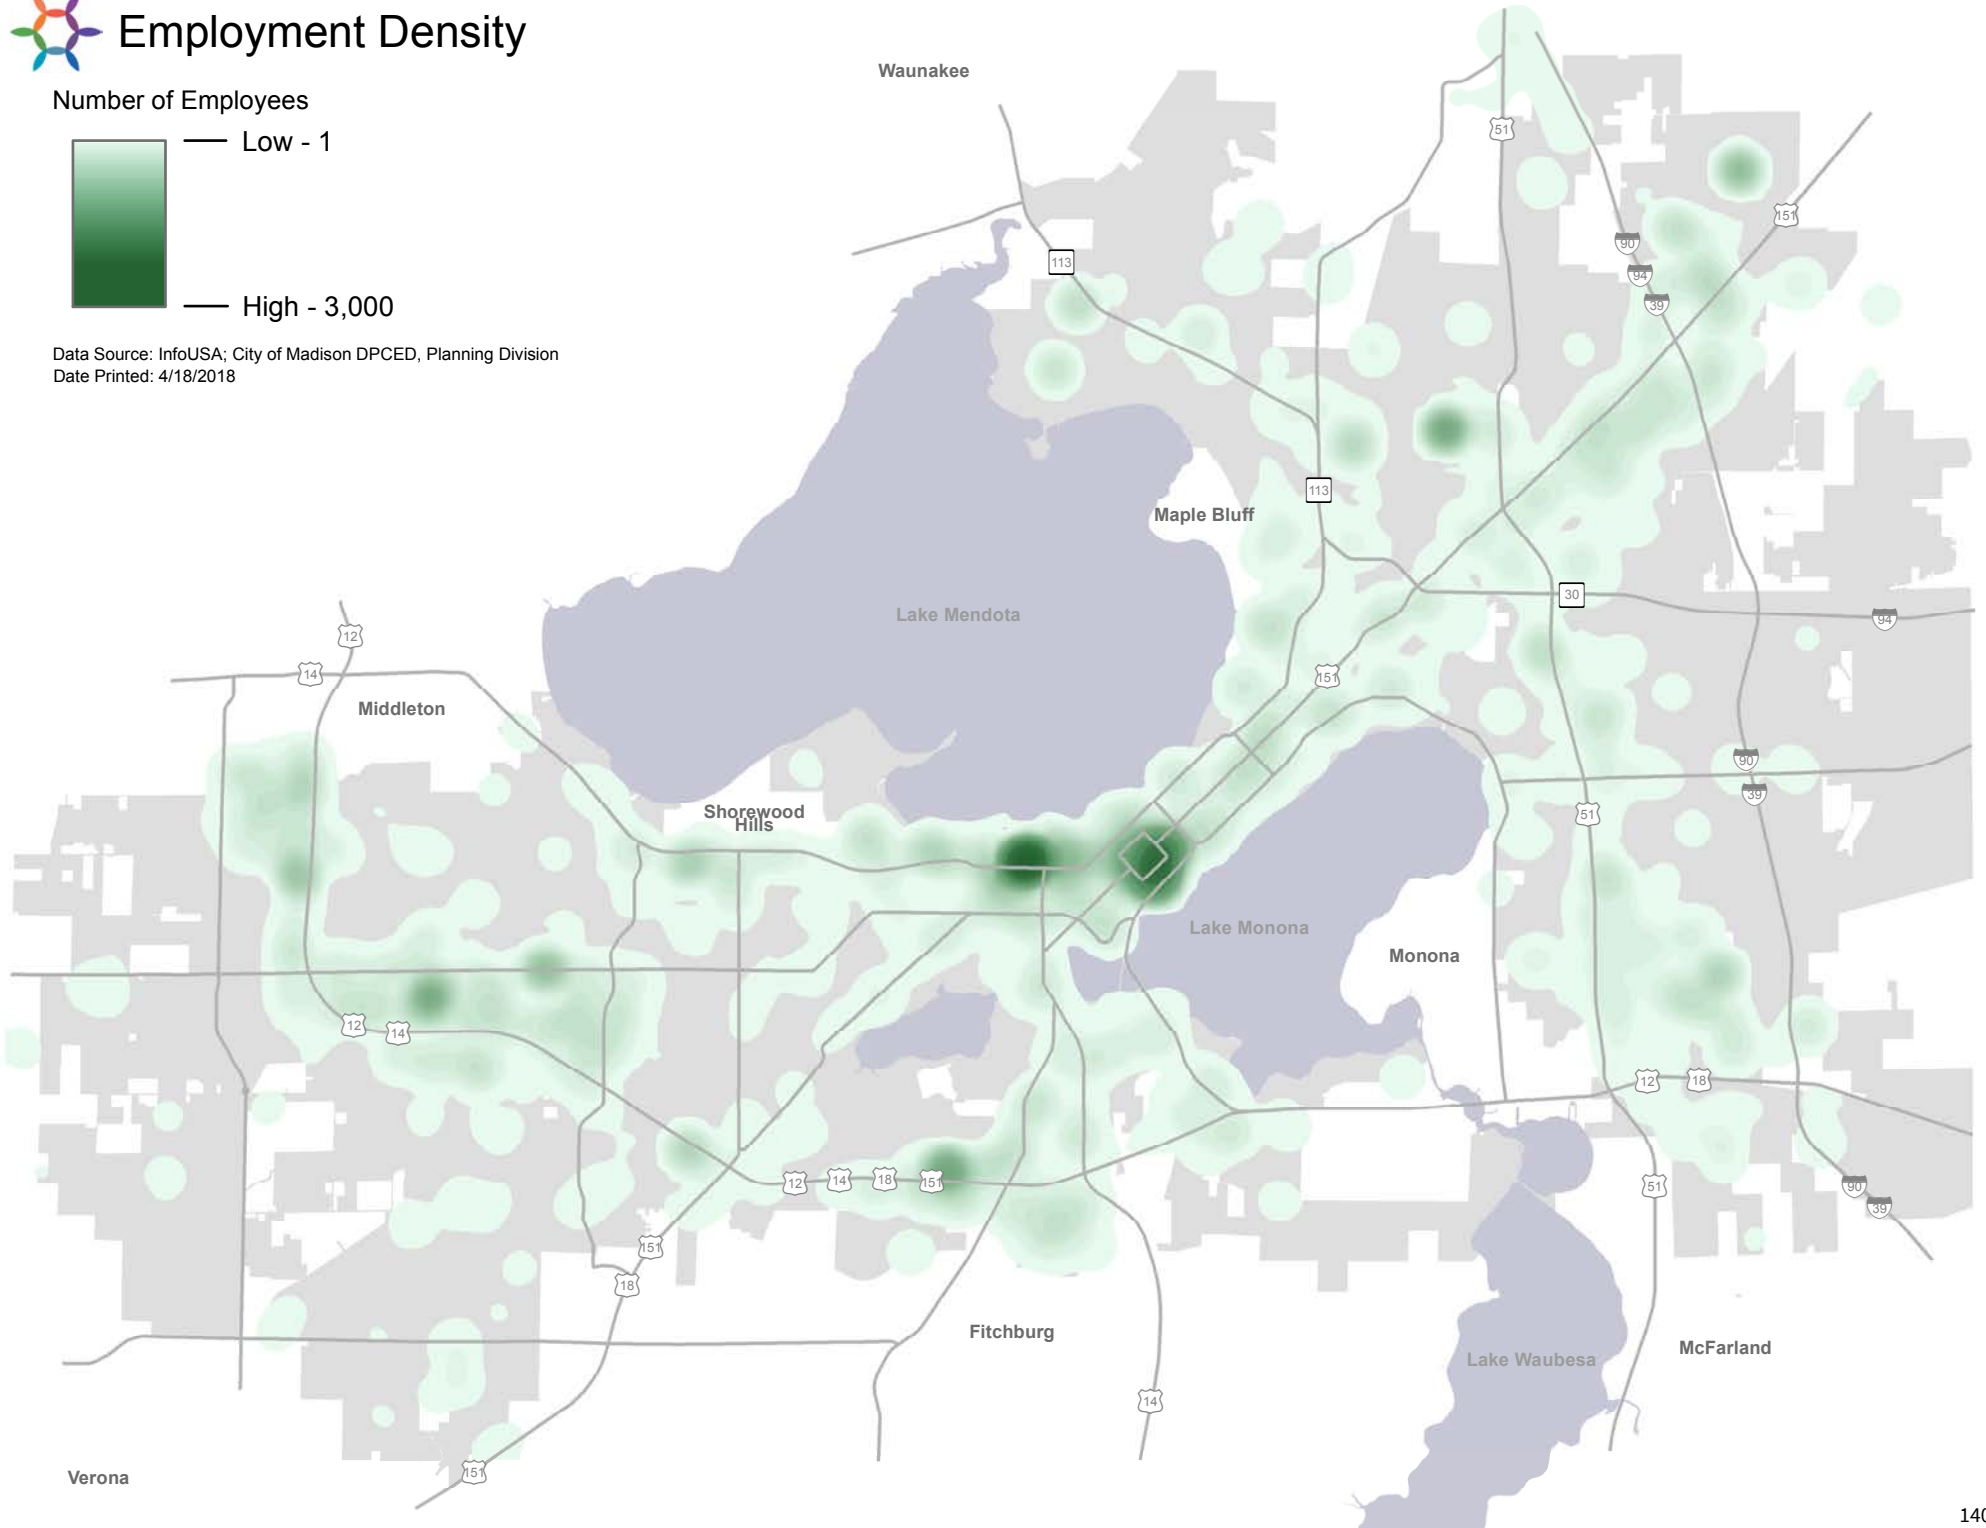 Employment Density
Number of Employees
Low - 1
High - 3,000
Data Source: InfoUSA; City of Madison DPCED, Planning Division
Date Printed: 4/18/2018
Waunakee
51
151
90
94
39
113
113
Maple Bluff
30
94
Lake Mendota
12
14
151
Middleton
90
39
51
Shorewood
Hills
Lake Monona
Monona
12
14
12
18
12
14
18
151
51
90
39
151
18
Fitchburg
McFarland
Lake Waubesa
14
151
Verona
140